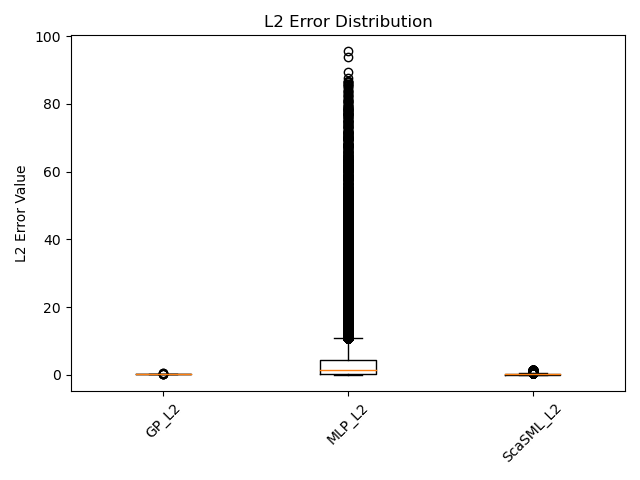 L2 Error Distribution
100
80
60
40
20
0
L2 Error Value
GP_L2
MLP_L2
ScaSML_L2